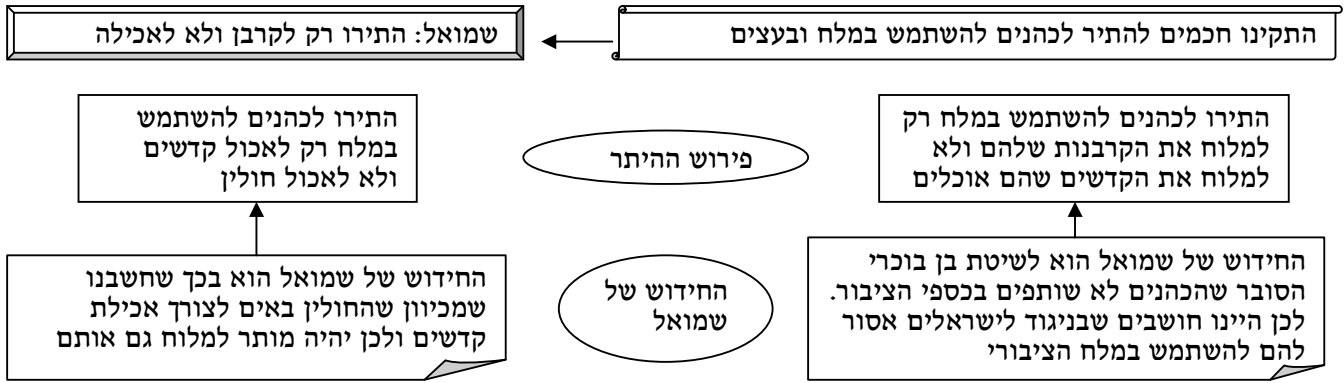 התקינו חכמים להתיר לכהנים להשתמש במלח ובעצים
שמואל: התירו רק לקרבן ולא לאכילה
התירו לכהנים להשתמש במלח רק
למלוח את הקרבנות שלהם ולא
למלוח את הקדשים שהם אוכלים
פירוש ההיתר
התירו לכהנים להשתמש
במלח רק לאכול קדשים
ולא לאכול חולין
החידוש של שמואל הוא לשיטת בן בוכרי
הסובר שהכהנים לא שותפים בכספי הציבור.
לכן היינו חושבים שבניגוד לישראלים אסור
להם להשתמש במלח הציבורי
החידוש של
שמואל
החידוש של שמואל הוא בכך שחשבנו
שמכיוון שהחולין באים לצורך אכילת
קדשים ולכן יהיה מותר למלוח גם אותם